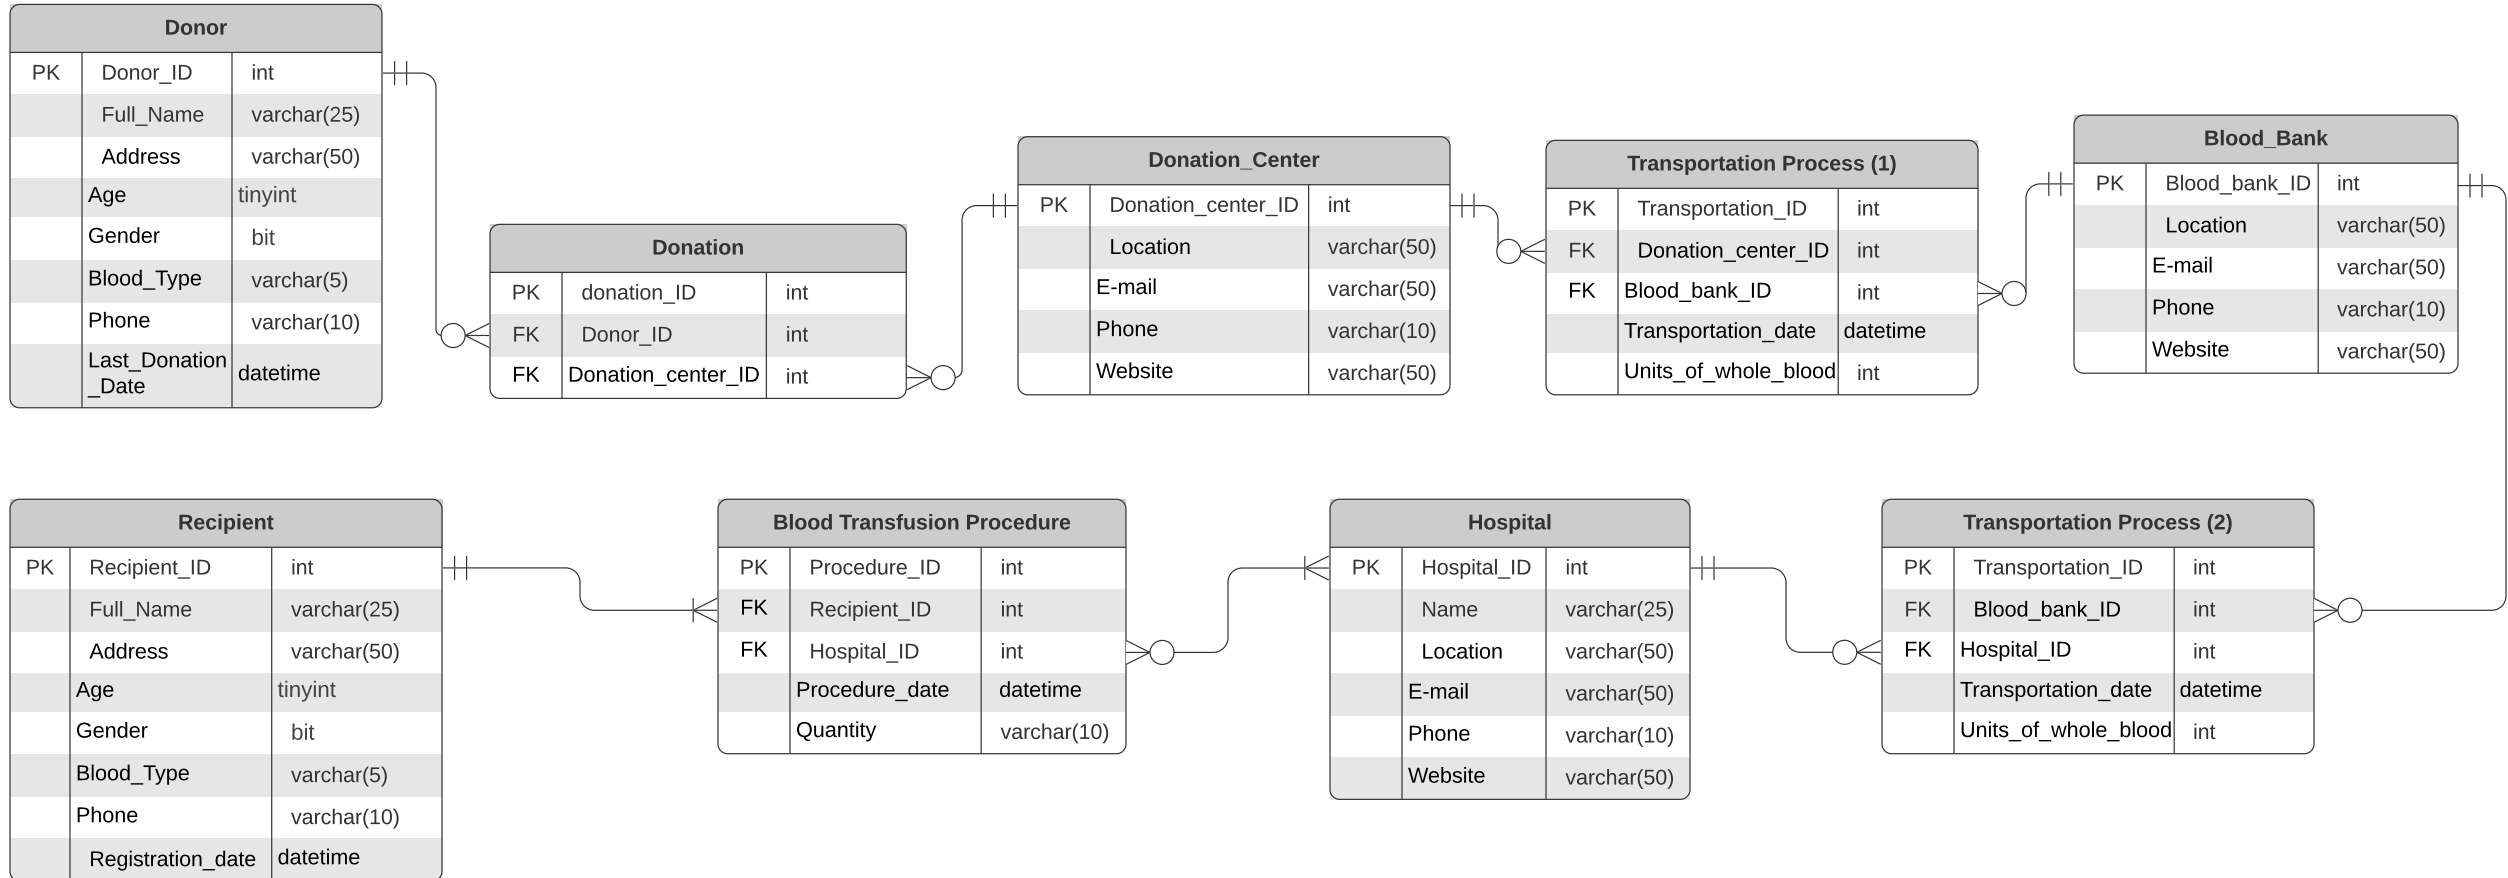 Donor
PK Donor_ID int
Full_Name varchar(25)
Address varchar(50)
Age tinyint
Gender bit
Blood_Type varchar(5)
Phone varchar(10)
Last_Donation
_Date datetime
Donation
PK donation_ID int
FK Donor_ID int
FK Donation_center_ID int
Donation_Center
PK Donation_center_ID int
Location varchar(50)
E-mail varchar(50)
Phone varchar(10)
Website varchar(50)
Transportation Process (1)
PK Transportation_ID int
FK Donation_center_ID int
FK Blood_bank_ID int
Transportation_date datetime
Units_of_whole_blood int
Blood_Bank
PK Blood_bank_ID int
Location varchar(50)
E-mail varchar(50)
Phone varchar(10)
Website varchar(50)
Recipient
PK Recipient_ID int
Full_Name varchar(25)
Address varchar(50)
Age tinyint
Gender bit
Blood_Type varchar(5)
Phone varchar(10)
Registration_date datetime
Blood Transfusion Procedure
PK Procedure_ID int
FK Recipient_ID int
FK Hospital_ID int
Procedure_date datetime
Quantity varchar(10)
Hospital
PK Hospital_ID int
Name varchar(25)
Location varchar(50)
E-mail varchar(50)
Phone varchar(10)
Website varchar(50)
Transportation Process (2)
PK Transportation_ID int
FK Blood_bank_ID int
FK Hospital_ID int
Transportation_date datetime
Units_of_whole_blood int